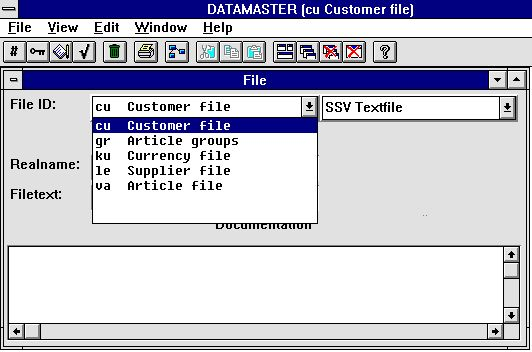 DATAMASTER (cu Customer file)
File View Edit Window Help
# ?
File
File ID: cu Customer file SSV Textfile
cu Customer file
gr Article groups
ku Currency file
le Supplier file
va Article file
Realname:
Filetext:
Documentation